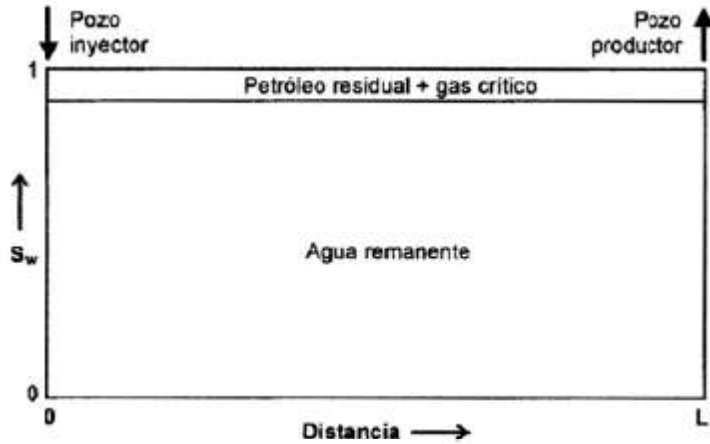 Pozo
inyector
Pozo
productor
1
Petróleo residual + gas crítico
Sw
Agua remanente
0
0
Distancia
L